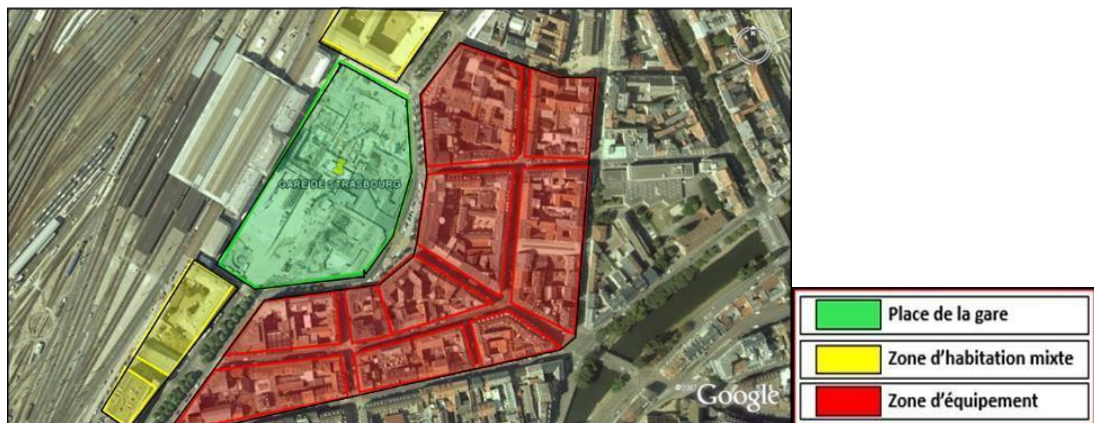 GARE DE STRASBOURG
Google
Place de la gare
Zone d'habitation mixte
Zone d'équipement